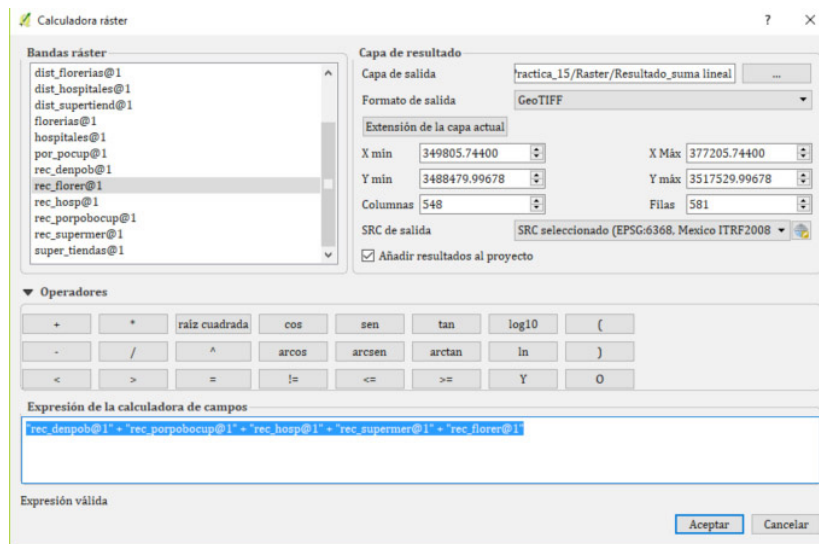 Calculadora ráster
?
Bandas ráster
dist_florerias@1
dist_hospitales@1
dist_supertiend@1
florerias@1
hospitales@1
por_pocup@1
rec_denpob@1
rec_florer@1
rec_hosp@1
rec_porpobocup@1
rec_supermer@1
super_tiendas@1
Capa de resultado
Capa de salida
ractica_15/Raster/Resultado_suma lineal
...
Formato de salida
GeoTIFF
Extensión de la capa actual
X min 349805.74400
X Máx 377205.74400
Y mín 3488479.99678
Y máx 3517529.99678
Columnas 548
Filas 581
SRC de salida
SRC seleccionado (EPSG:6368, Mexico ITRF2008
Añadir resultados al proyecto
Operadores
+ * raíz cuadrada cos sen tan log10 (
- / ^ arcos arcsen arctan ln )
< > = != <= >= Y O
Expresión de la calculadora de campos
"rec_denpob@1" + "rec_porpobocup@1" + "rec_hosp@1" + "rec_supermer@1" + "rec_florer@1"
Expresión válida
Aceptar
Cancelar